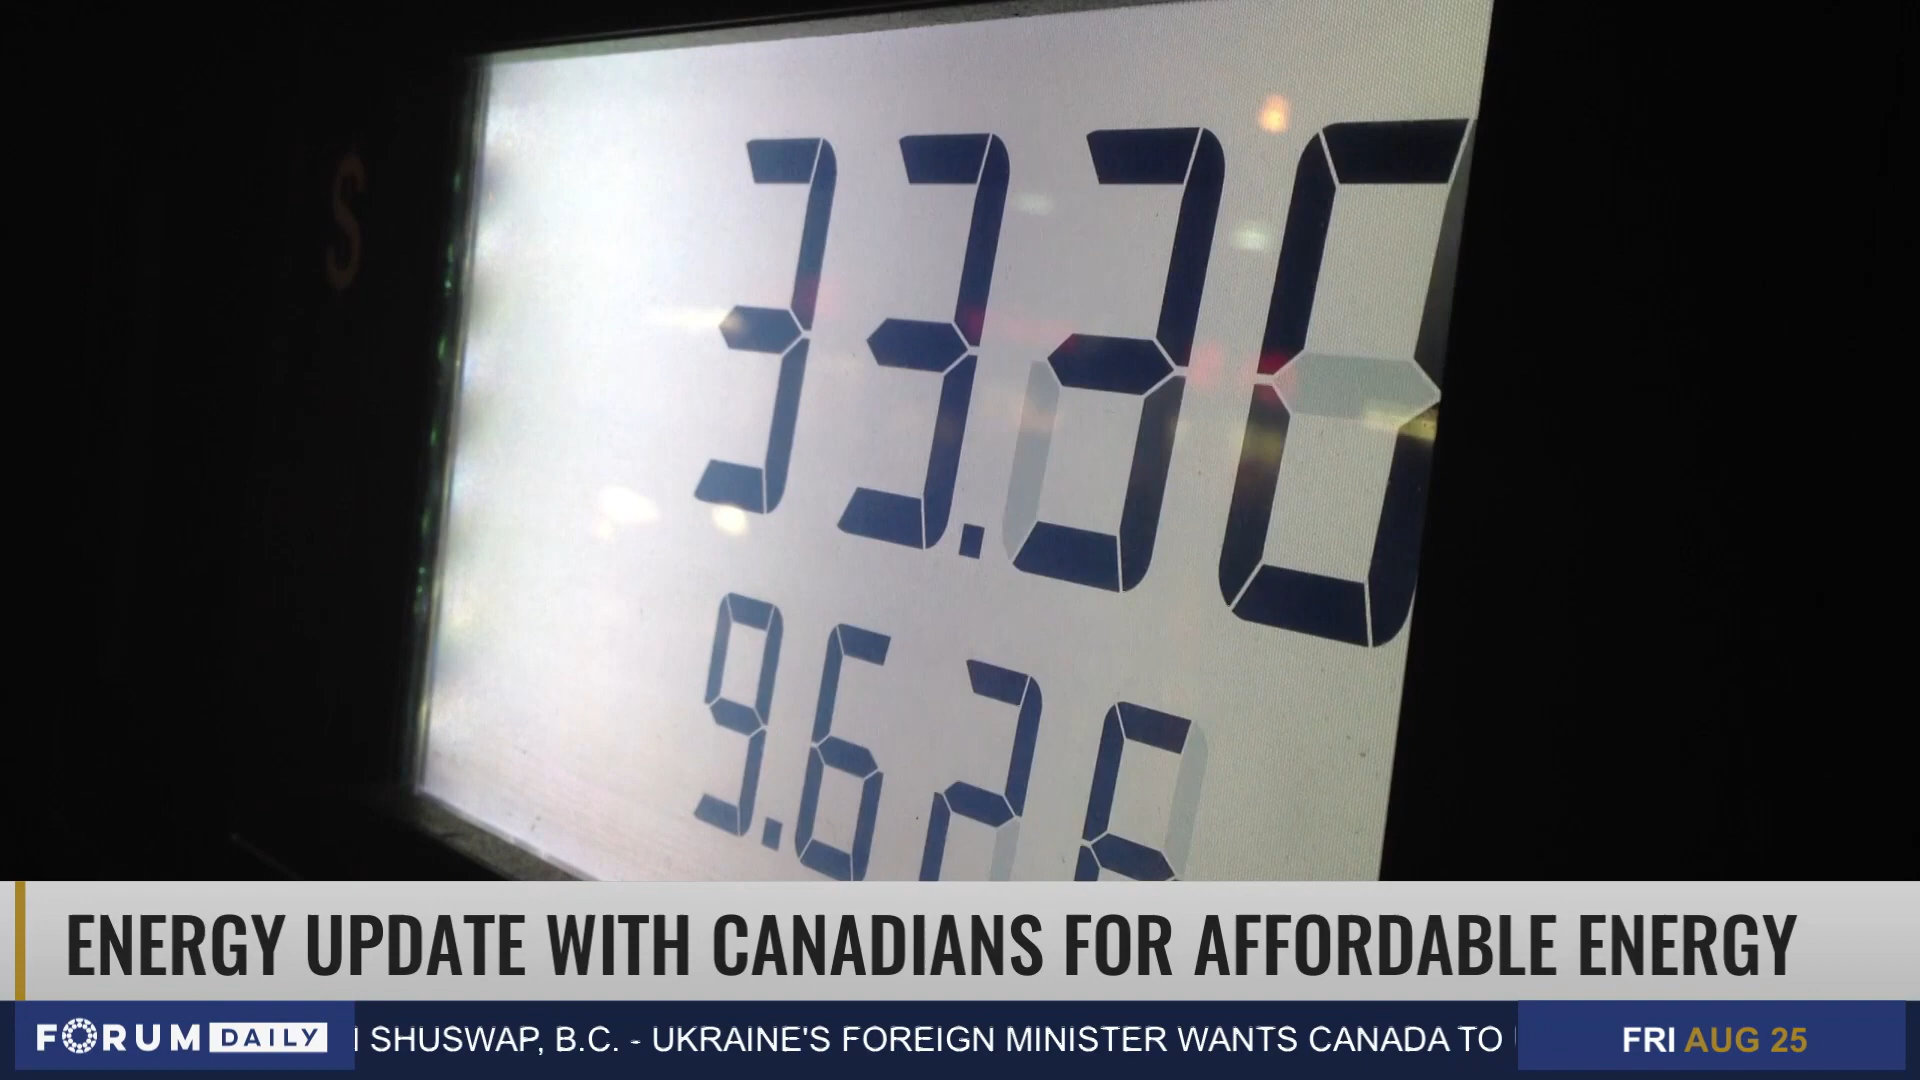 $
33.30
9.626
ENERGY UPDATE WITH CANADIANS FOR AFFORDABLE ENERGY
FORUM DAILY
SHUSWAP, B.C. - UKRAINE'S FOREIGN MINISTER WANTS CANADA TO
FRI AUG 25